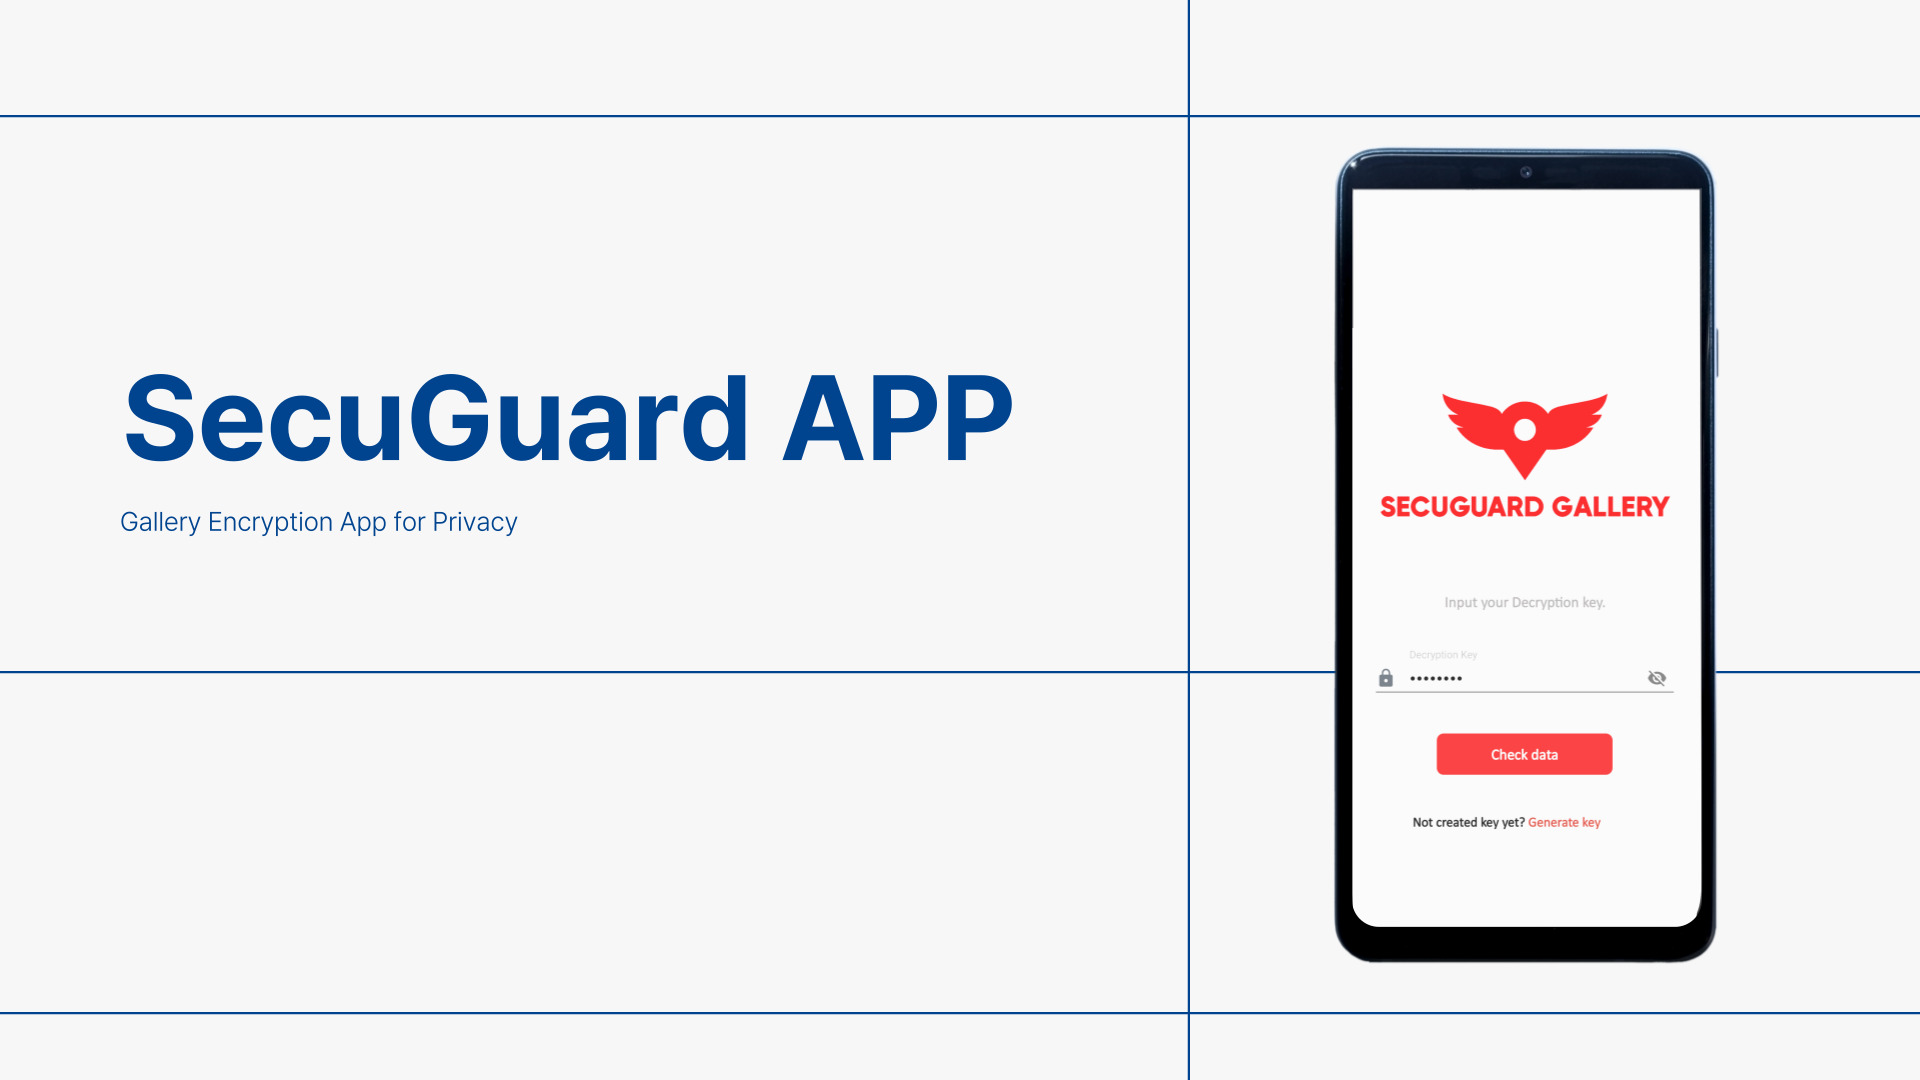 SecuGuard APP
Gallery Encryption App for Privacy
SECUGUARD GALLERY
Input your Decryption key.
Decryption Key
••••••••
Check data
Not created key yet? Generate key